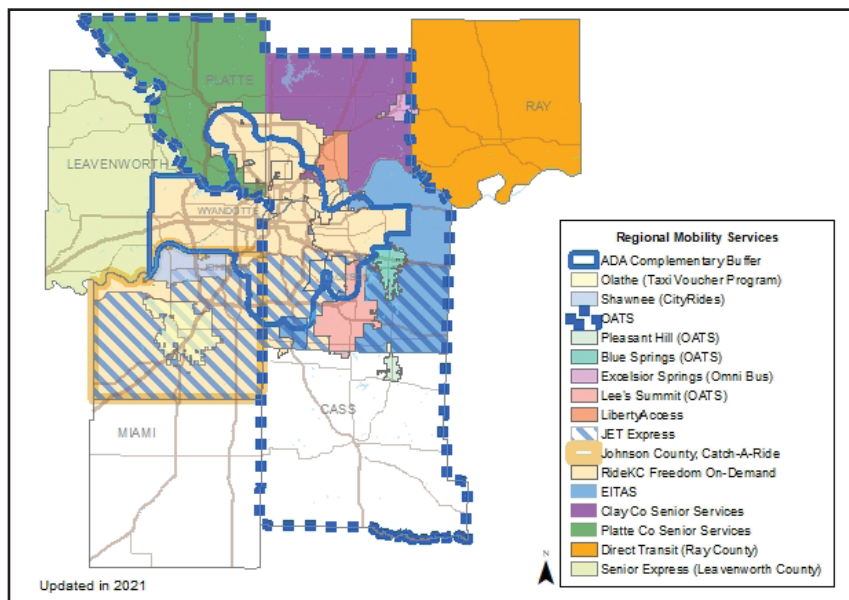 PLATTE
RAY
LEAVENWORTH
WYANDOTTE
CASS
MIAMI
Regional Mobility Services
ADA Complementary Buffer
Olathe (Taxi Voucher Program)
Shawnee (CityRides)
OATS
Pleasant Hill (OATS)
Blue Springs (OATS)
Excelsior Springs (Omni Bus)
Lee's Summit (OATS)
LibertyAccess
JET Express
Johnson County, Catch-A-Ride
RideKC Freedom On-Demand
EITAS
Clay Co Senior Services
Platte Co Senior Services
Direct Transit (Ray County)
Senior Express (Leavenworth County)
N
Updated in 2021